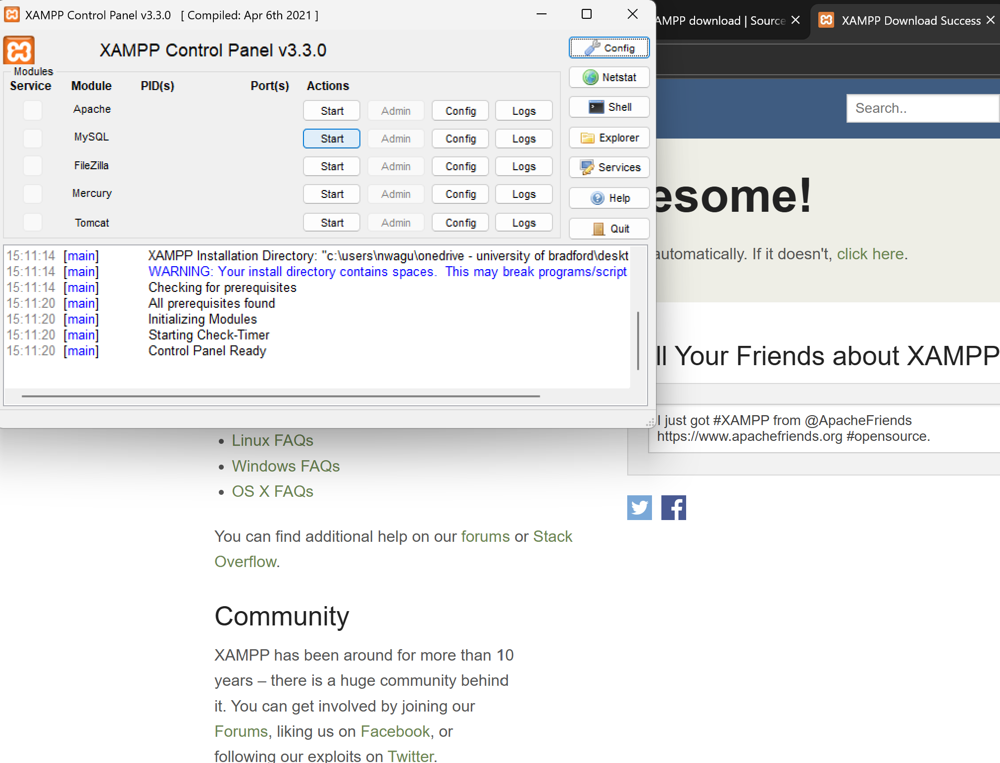 XAMPP Control Panel v3.3.0 [ Compiled: Apr 6th 2021 ]
XAMPP download | Source
XAMPP Download Success
XAMPP Control Panel v3.3.0
Config
Modules
Service Module PID(s) Port(s) Actions
Netstat
Apache Start Admin Config Logs
Shell
Search..
MySQL Start Admin Config Logs
Explorer
FileZilla Start Admin Config Logs
Services
Mercury Start Admin Config Logs
Help
Tomcat Start Admin Config Logs
Quit
esome!
automatically. If it doesn't, click here.
15:11:14 [main] XAMPP Installation Directory: "c:\users\nwagu\onedrive - university of bradford\deskt
15:11:14 [main] WARNING: Your install directory contains spaces. This may break programs/script
15:11:14 [main] Checking for prerequisites
15:11:20 [main] All prerequisites found
15:11:20 [main] Initializing Modules
15:11:20 [main] Starting Check-Timer
15:11:20 [main] Control Panel Ready
ll Your Friends about XAMPP
I just got #XAMPP from @ApacheFriends
https://www.apachefriends.org #opensource.
Linux FAQs
Windows FAQs
OS X FAQs
You can find additional help on our forums or Stack
Overflow.
Community
XAMPP has been around for more than 10
years – there is a huge community behind
it. You can get involved by joining our
Forums, liking us on Facebook, or
following our exploits on Twitter.